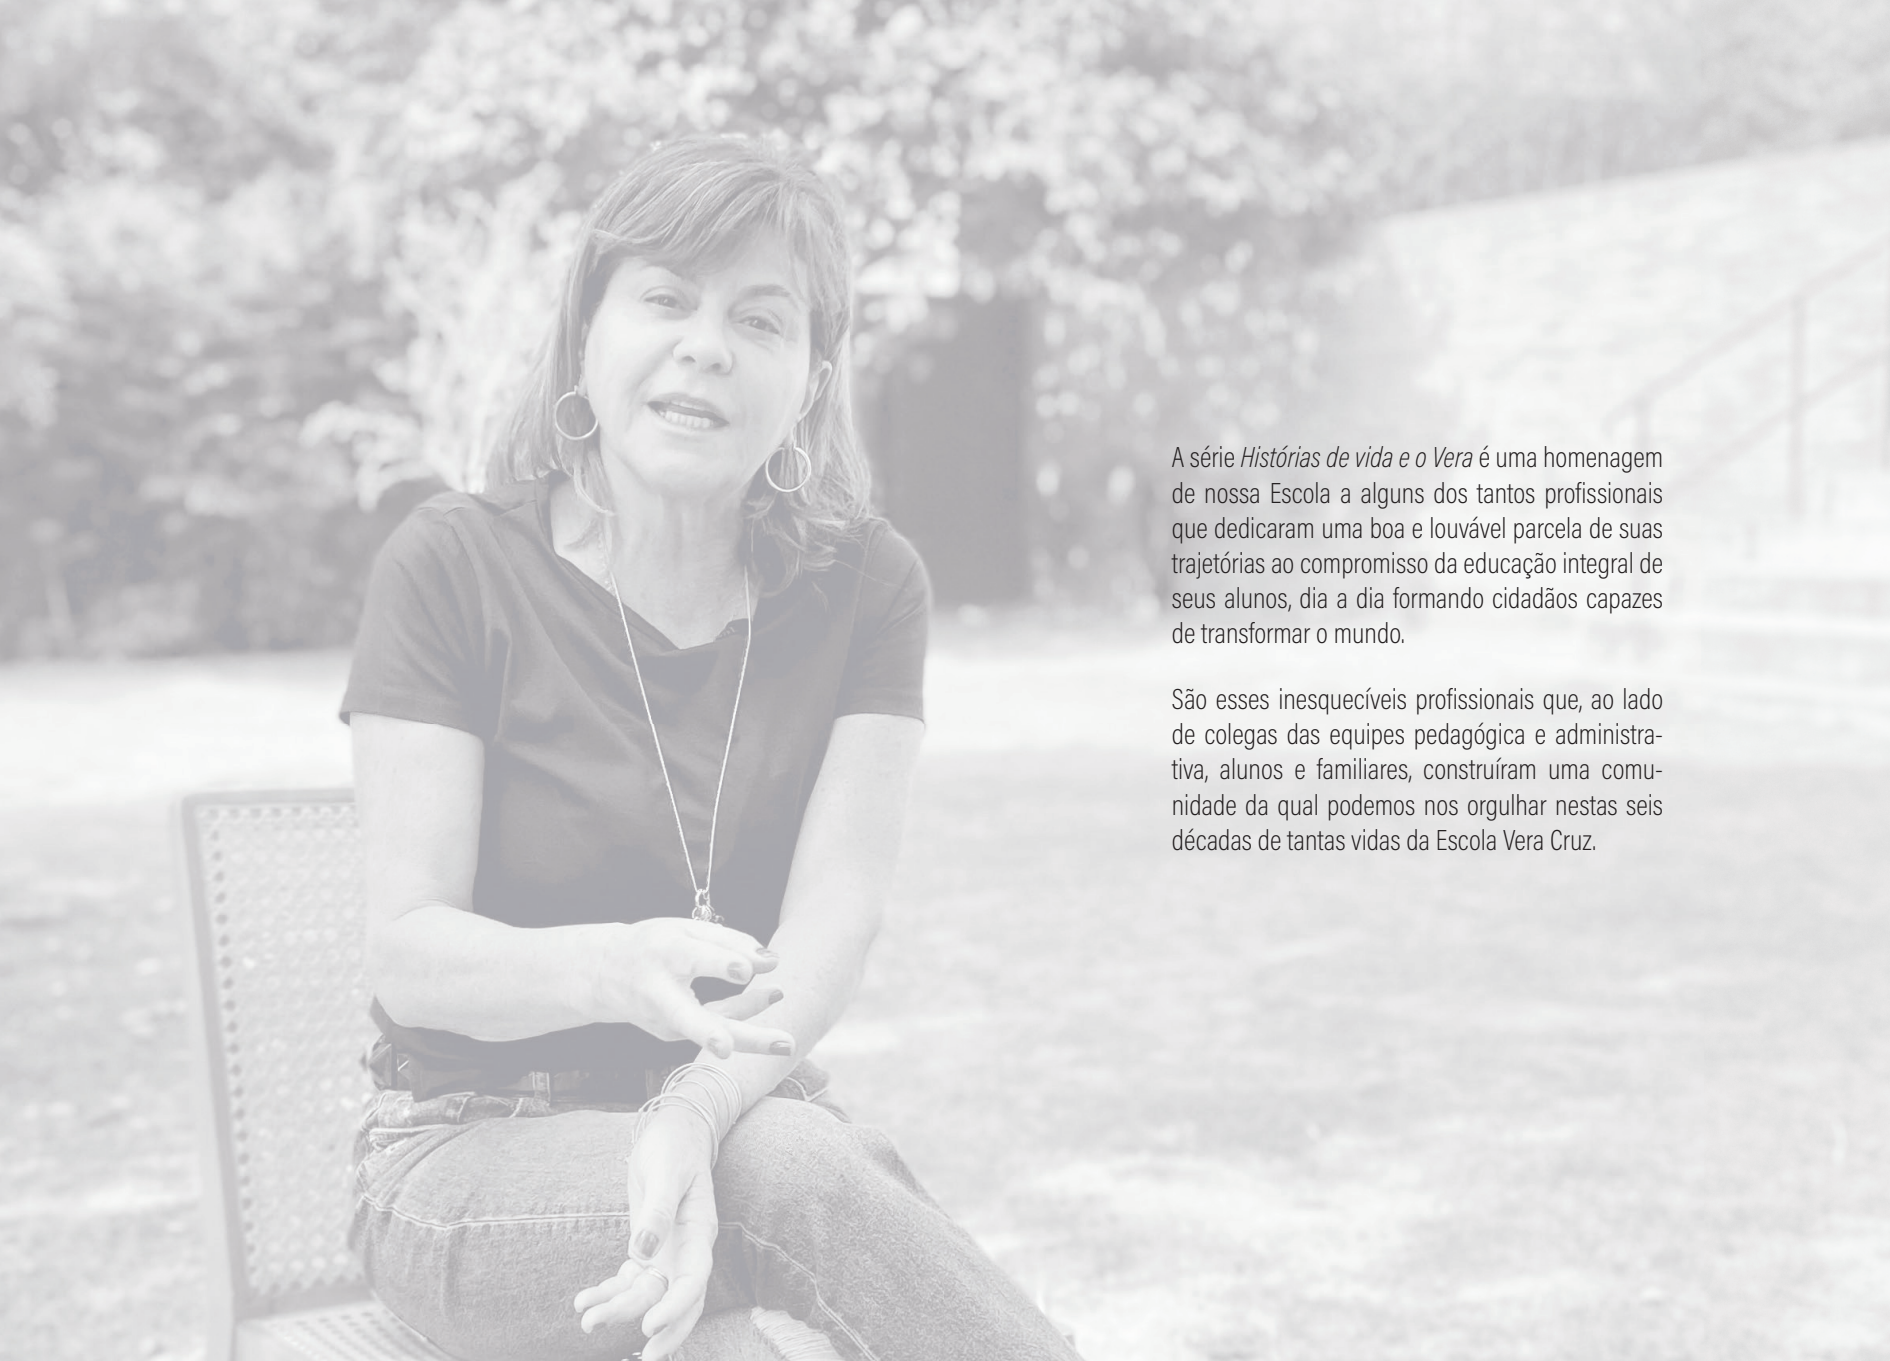 A série Histórias de vida e o Vera é uma homenagem
de nossa Escola a alguns dos tantos profissionais
que dedicaram uma boa e louvável parcela de suas
trajetórias ao compromisso da educação integral de
seus alunos, dia a dia formando cidadãos capazes
de transformar o mundo.
São esses inesquecíveis profissionais que, ao lado
de colegas das equipes pedagógica e administra-
tiva, alunos e familiares, construíram uma comu-
nidade da qual podemos nos orgulhar nestas seis
décadas de tantas vidas da Escola Vera Cruz.